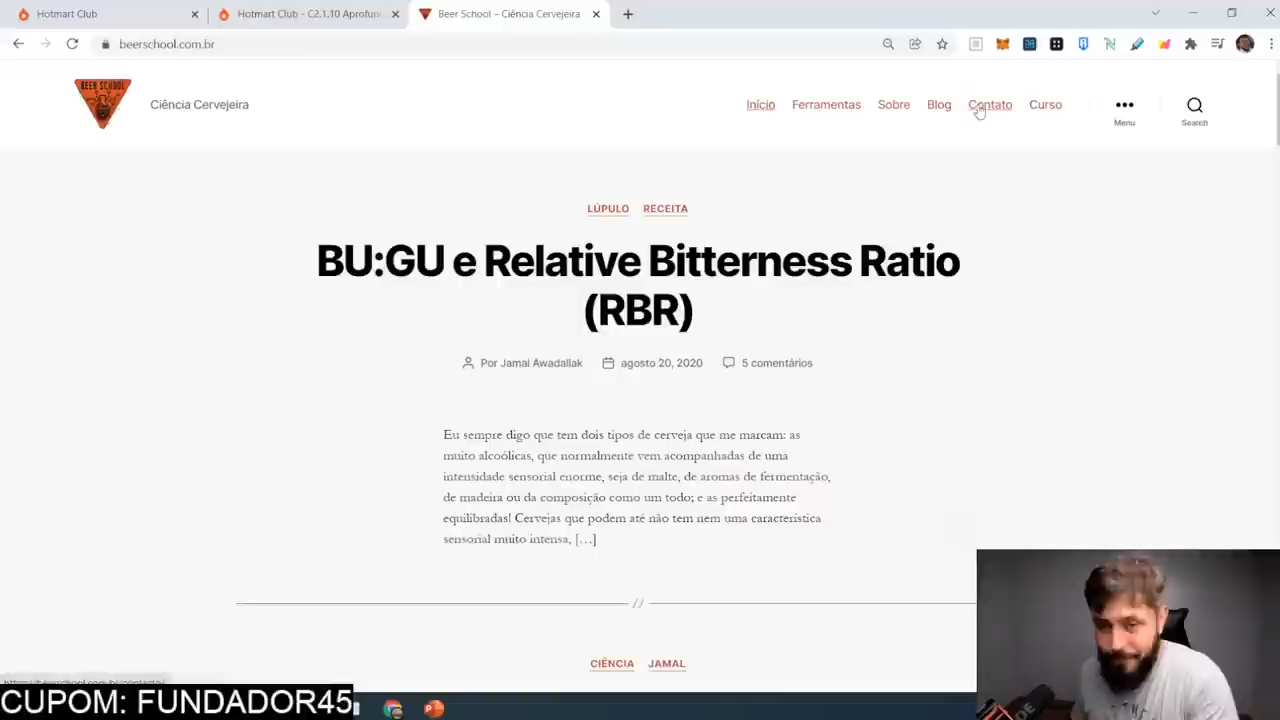 Hotmart Club
Hotmart Club - C2.1.10 Aprofun
Beer School – Ciência Cervejeira
beerschool.com.br
BEER SCHOOL
Ciência Cervejeira
Início
Ferramentas
Sobre
Blog
Contato
Curso
Menu
Search
LÚPULO
RECEITA
BU:GU e Relative Bitterness Ratio
(RBR)
Por Jamal Awadallak
agosto 20, 2020
5 comentários
Eu sempre digo que tem dois tipos de cerveja que me marcam: as
muito alcoólicas, que normalmente vem acompanhadas de uma
intensidade sensorial enorme, seja de malte, de aromas de fermentação,
de madeira ou da composição como um todo; e as perfeitamente
equilibradas! Cervejas que podem até não tem nem uma característica
sensorial muito intensa, […]
//
CIÊNCIA
JAMAL
CUPOM: FUNDADOR45